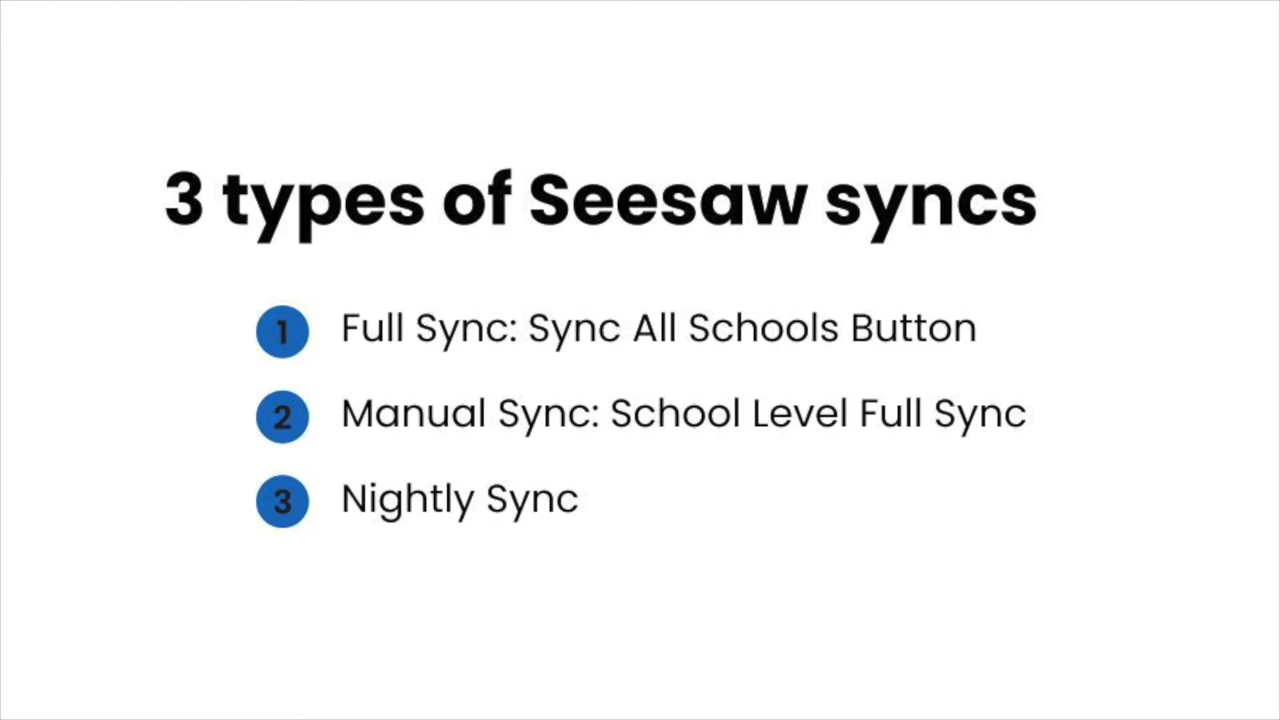 3 types of Seesaw syncs
1 Full Sync: Sync All Schools Button
2 Manual Sync: School Level Full Sync
3 Nightly Sync